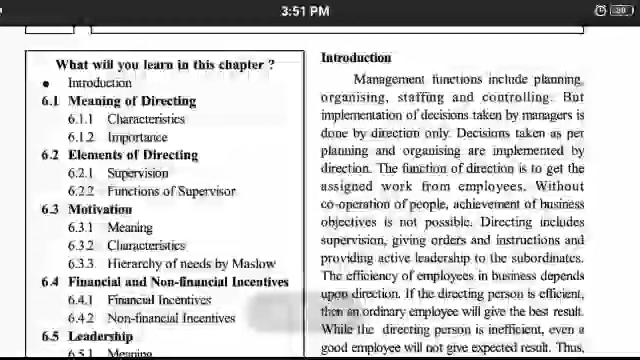 3:51 PM
What will you learn in this chapter ?
● Introduction
6.1 Meaning of Directing
6.1.1 Characteristics
6.1.2 Importance
6.2 Elements of Directing
6.2.1 Supervision
6.2.2 Functions of Supervisor
6.3 Motivation
6.3.1 Meaning
6.3.2 Characteristics
6.3.3 Hierarchy of needs by Maslow
6.4 Financial and Non-financial Incentives
6.4.1 Financial Incentives
6.4.2 Non-financial Incentives
6.5 Leadership
6.5.1 Meaning
Introduction
Management functions include planning,
organising, staffing and controlling. But
implementation of decisions taken by managers is
done by direction only. Decisions taken as per
planning and organising are implemented by
direction. The function of direction is to get the
assigned work from employees. Without
co-operation of people, achievement of business
objectives is not possible. Directing includes
supervision, giving orders and instructions and
providing active leadership to the subordinates.
The efficiency of employees in business depends
upon direction. If the directing person is efficient,
then an ordinary employee will give the best result.
While the directing person is inefficient, even a
good employee will not give expected result. Thus,